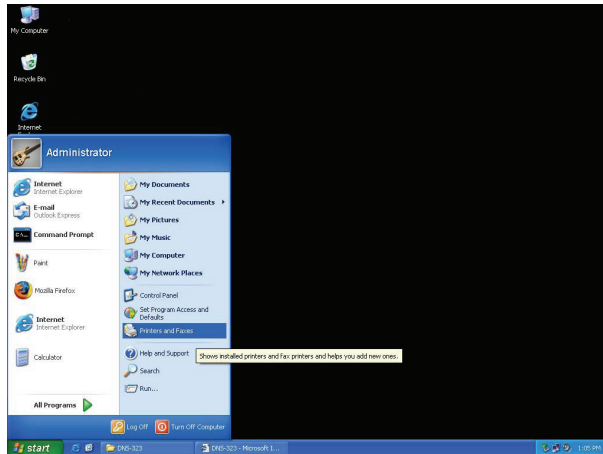 My Computer
Recycle Bin
Internet
Administrator
Internet
Internet Explorer
E-mail
Outlook Express
Command Prompt
Paint
Mozilla Firefox
Internet
Internet Explorer
Calculator
All Programs
My Documents
My Recent Documents
My Pictures
My Music
My Computer
My Network Places
Control Panel
Set Program Access and
Defaults
Printers and Faxes
Help and Support
Shows installed printers and fax printers and helps you add new ones.
Search
Run...
Log Off
Turn Off Computer
start
DNS-323
DNS-323 - Microsoft I...
1:05 PM